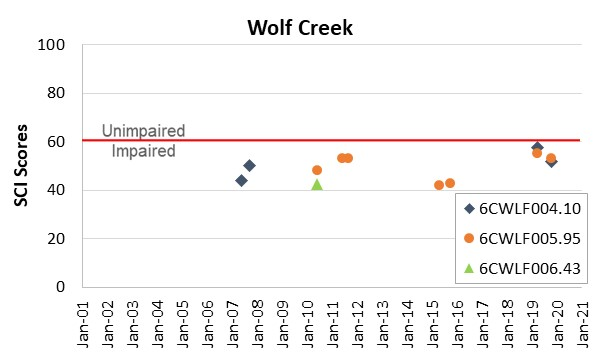 Wolf Creek
SCI Scores
100
80
60
40
20
0
Unimpaired
Impaired
6CWLF004.10
6CWLF005.95
6CWLF006.43
Jan-01
Jan-02
Jan-03
Jan-04
Jan-05
Jan-06
Jan-07
Jan-08
Jan-09
Jan-10
Jan-11
Jan-12
Jan-13
Jan-14
Jan-15
Jan-16
Jan-17
Jan-18
Jan-19
Jan-20
Jan-21